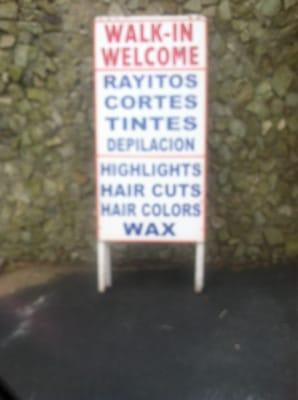 WALK-IN
WELCOME
RAYITOS
CORTES
TINTES
DEPILACION
HIGHLIGHTS
HAIR CUTS
HAIR COLORS
WAX